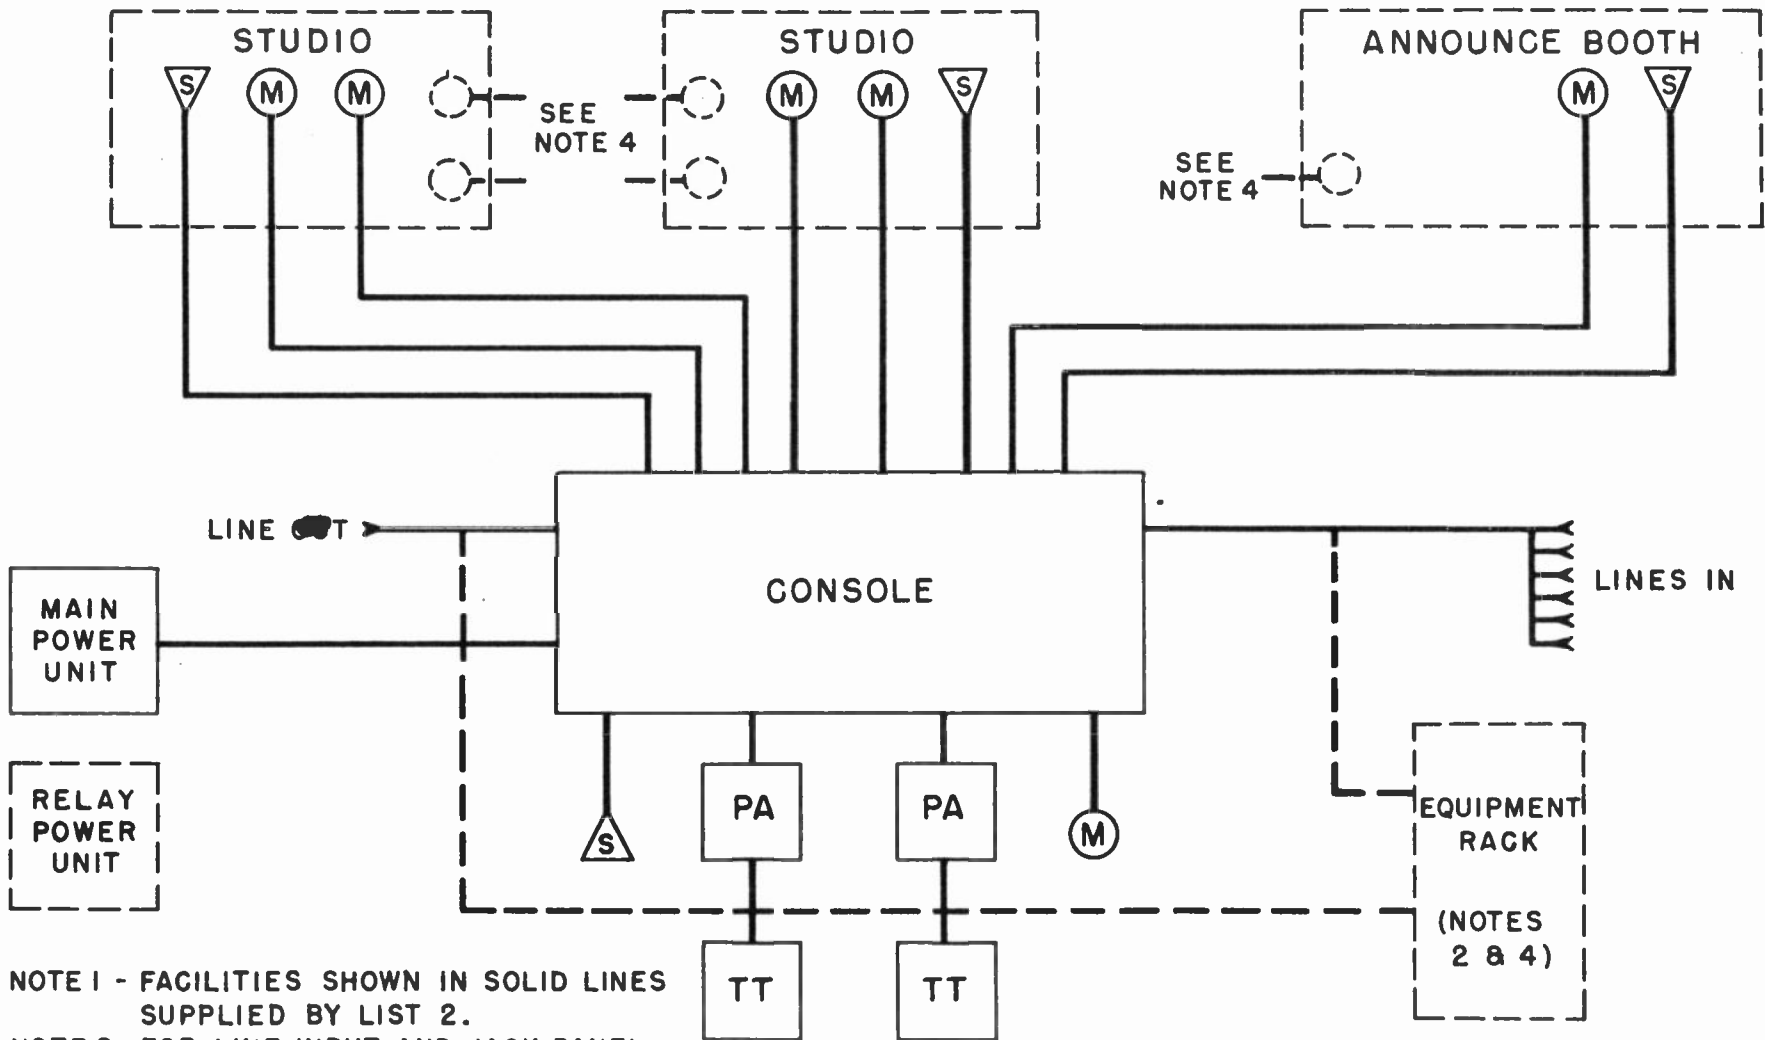 STUDIO
S M M
SEE
NOTE 4
STUDIO
M M S
ANNOUNCE BOOTH
M S
SEE
NOTE 4
LINE
CONSOLE
LINES IN
MAIN
POWER
UNIT
RELAY
POWER
UNIT
S
PA
PA
M
TT
TT
EQUIPMENT
RACK
(NOTES
2 & 4)
NOTE 1 - FACILITIES SHOWN IN SOLID LINES
SUPPLIED BY LIST 2.